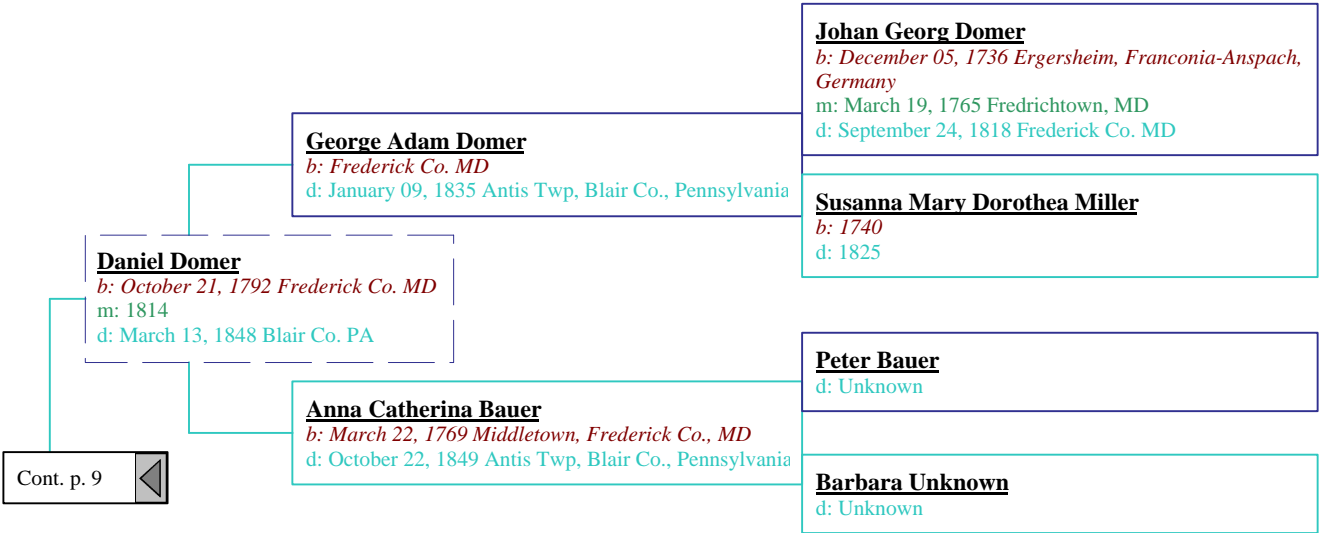 Johan Georg Domer
b: December 05, 1736 Ergersheim, Franconia-Anspach,
Germany
m: March 19, 1765 Fredrichtown, MD
d: September 24, 1818 Frederick Co. MD
George Adam Domer
b: Frederick Co. MD
d: January 09, 1835 Antis Twp, Blair Co., Pennsylvania
Susanna Mary Dorothea Miller
b: 1740
d: 1825
Daniel Domer
b: October 21, 1792 Frederick Co. MD
m: 1814
d: March 13, 1848 Blair Co. PA
Peter Bauer
d: Unknown
Anna Catherina Bauer
b: March 22, 1769 Middletown, Frederick Co., MD
d: October 22, 1849 Antis Twp, Blair Co., Pennsylvania
Barbara Unknown
d: Unknown
Cont. p. 9